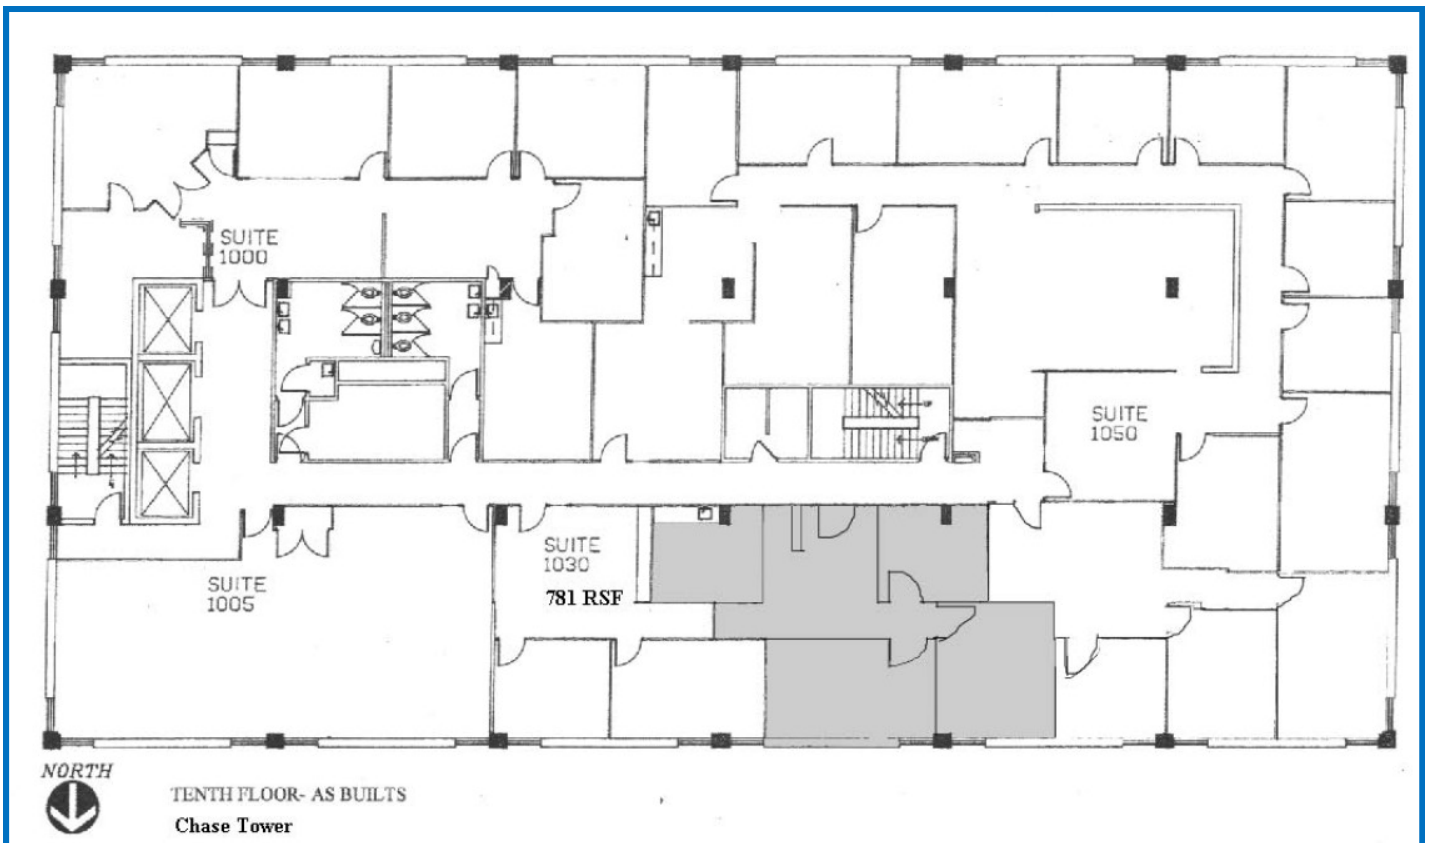 SUITE
1000
SUITE
1050
SUITE
1030
781 RSF
SUITE
1005
NORTH
TENTH FLOOR- AS BUILTS
Chase Tower